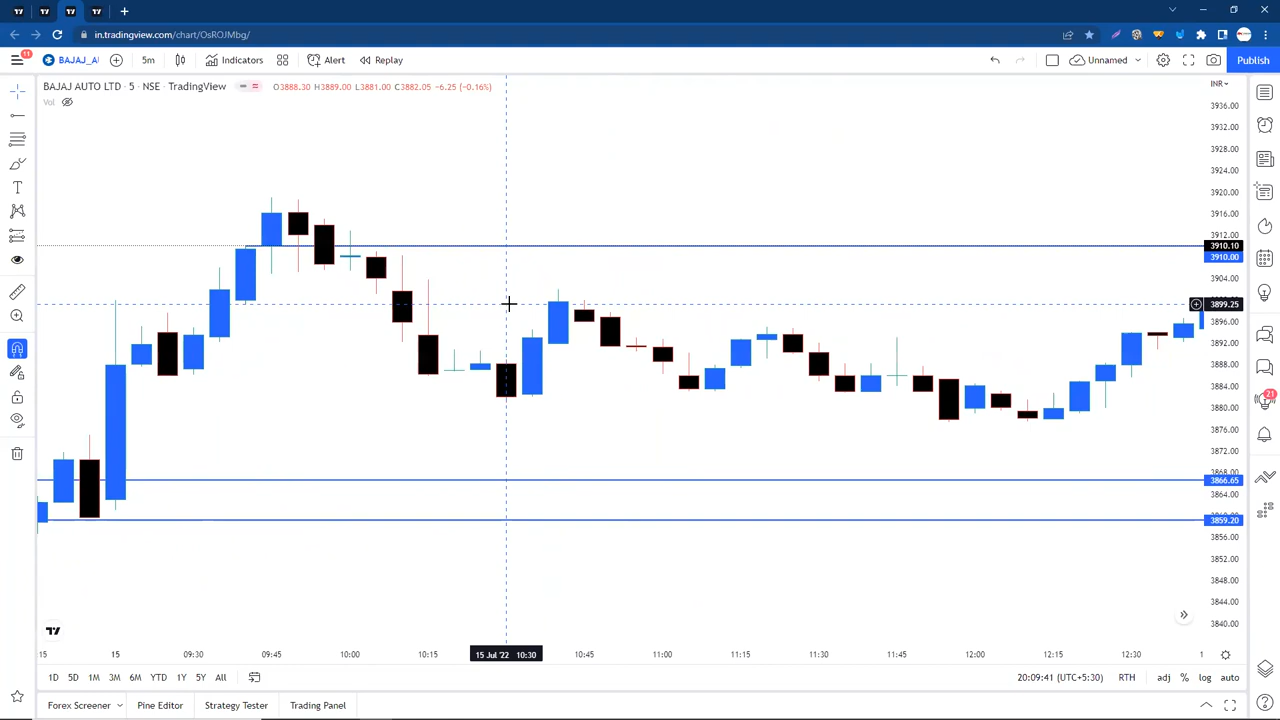 in.tradingview.com/chart/OsROJMbg/
11
BAJAJ_AI
5m
Indicators
Alert
Replay
Unnamed
Publish
BAJAJ AUTO LTD · 5 · NSE · TradingView
O3888.30 H3889.00 L3881.00 C3882.05 -6.25 (-0.16%)
Vol
INR
3936.00
3932.00
3928.00
3924.00
3920.00
3916.00
3912.00
3910.10
3910.00
3904.00
3899.25
3896.00
3892.00
3888.00
3884.00
3880.00
3876.00
3872.00
3868.00
3866.65
3864.00
3859.20
3856.00
3852.00
3848.00
3844.00
3840.00
21
15
15
09:30
09:45
10:00
10:15
15 Jul '22 10:30
10:45
11:00
11:15
11:30
11:45
12:00
12:15
12:30
1
1D 5D 1M 3M 6M YTD 1Y 5Y All
20:09:41 (UTC+5:30)
RTH
adj % log auto
Forex Screener
Pine Editor
Strategy Tester
Trading Panel